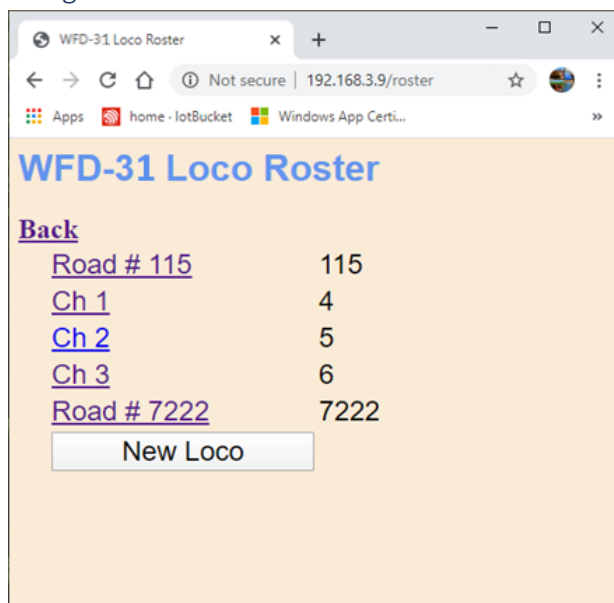 WFD-31 Loco Roster
Not secure | 192.168.3.9/roster
Apps home - IotBucket Windows App Certi...
WFD-31 Loco Roster
Back
Road # 115 115
Ch 1 4
Ch 2 5
Ch 3 6
Road # 7222 7222
New Loco